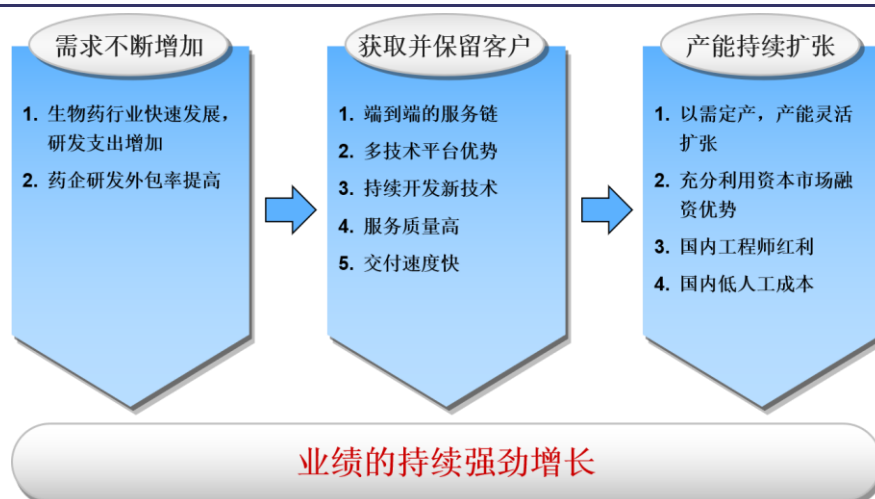 需求不断增加
1. 生物药行业快速发展，
研发支出增加
2. 药企研发外包率提高
获取并保留客户
1. 端到端的服务链
2. 多技术平台优势
3. 持续开发新技术
4. 服务质量高
5. 交付速度快
产能持续扩张
1. 以需定产，产能灵活
扩张
2. 充分利用资本市场融
资优势
3. 国内工程师红利
4. 国内低人工成本
业绩的持续强劲增长